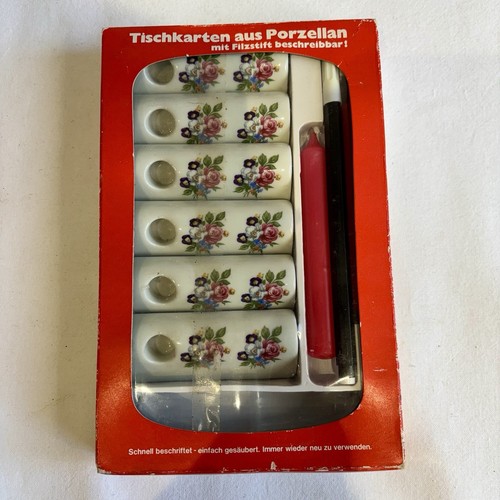 Tischkarten aus Porzellan
mit Filzstift beschreibbar!
Schnell beschriftet - einfach gesäubert. Immer wieder neu zu verwenden.